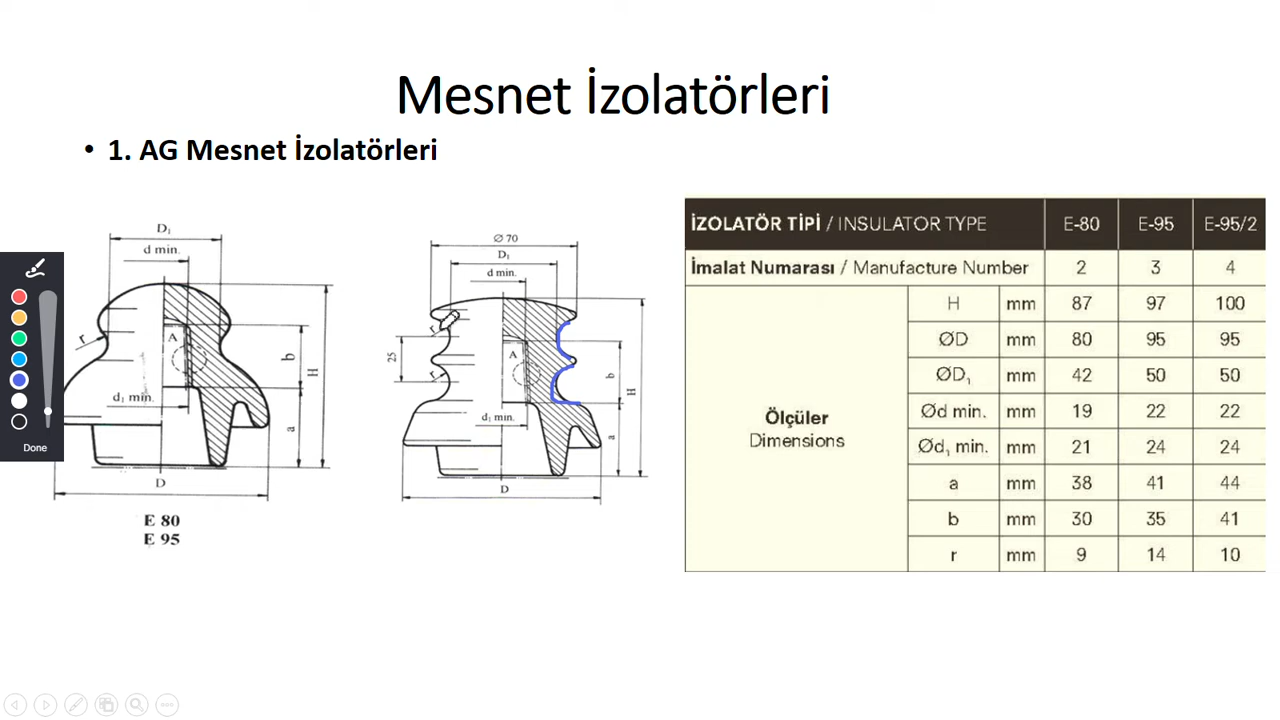 Mesnet İzolatörleri
• 1. AG Mesnet İzolatörleri
D₁
d min.
r
A
b
H
d₁ min.
a
D
E 80
E 95
Ø 70
D₁
d min.
r
25
A
r
b
H
d₁ min.
a
D
İZOLATÖR TİPİ / INSULATOR TYPE E-80 E-95 E-95/2
İmalat Numarası / Manufacture Number 2 3 4
Ölçüler
Dimensions
H mm 87 97 100
ØD mm 80 95 95
ØD₁ mm 42 50 50
Ød min. mm 19 22 22
Ød₁ min. mm 21 24 24
a mm 38 41 44
b mm 30 35 41
r mm 9 14 10
Done